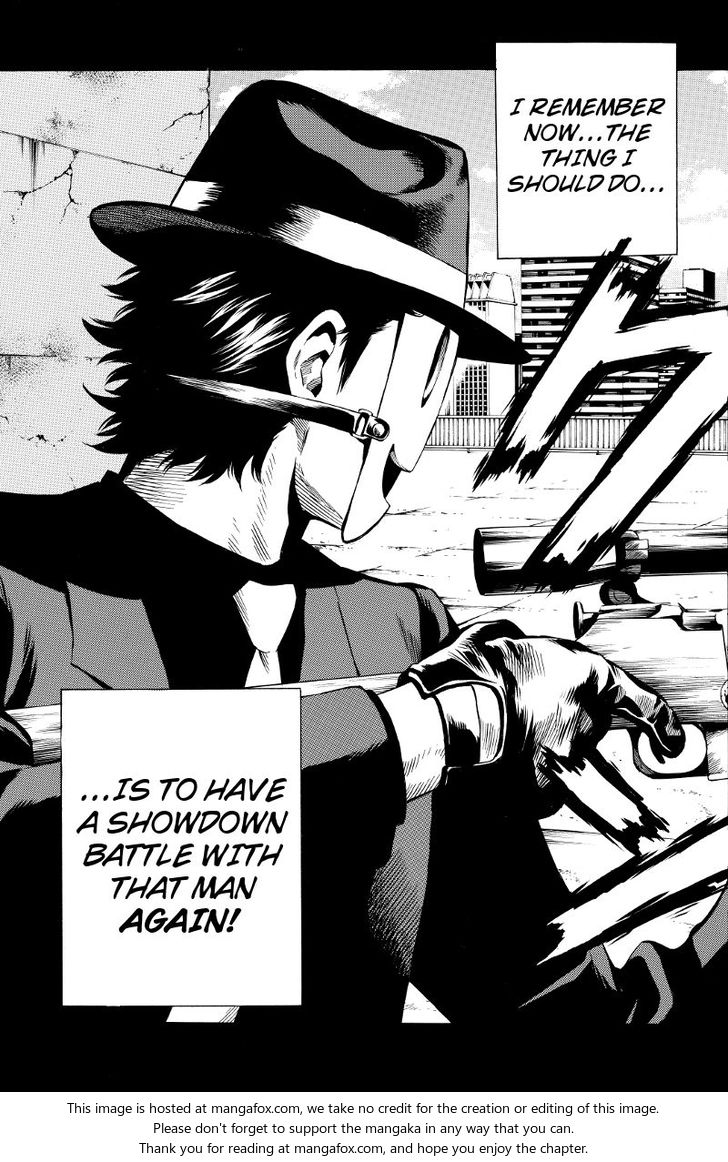 I REMEMBER
NOW...THE
THING I
SHOULD DO...
...IS TO HAVE
A SHOWDOWN
BATTLE WITH
THAT MAN
AGAIN!
This image is hosted at mangafox.com, we take no credit for the creation or editing of this image.
Please don't forget to support the mangaka in any way that you can.
Thank you for reading at mangafox.com, and hope you enjoy the chapter.